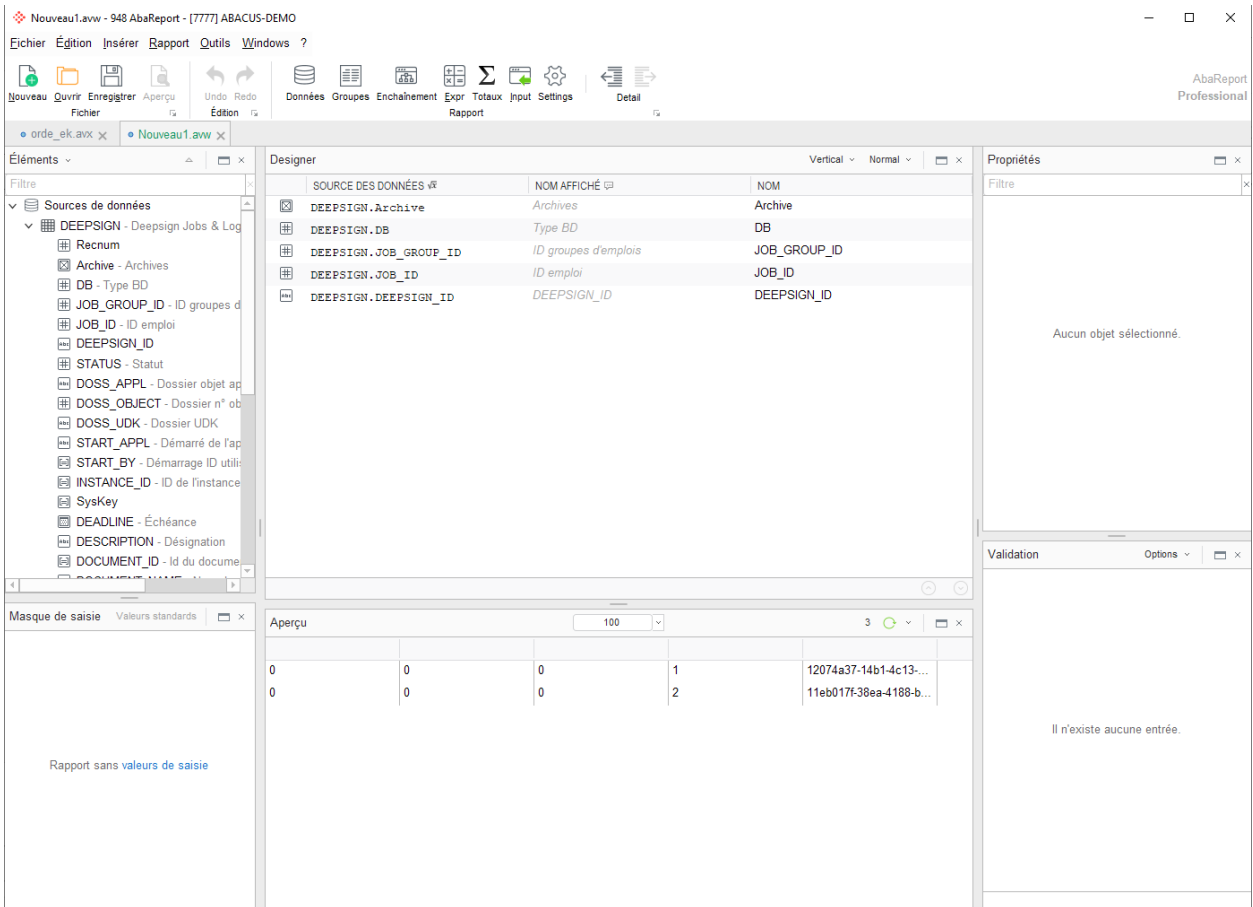 Nouveau1.avw - 948 AbaReport - [7777] ABACUS-DEMO
Fichier Édition Insérer Rapport Outils Windows ?
Nouveau Ouvrir Enregistrer Aperçu
Fichier
Undo Redo
Édition
Données Groupes Enchaînement Expr Totaux Input Settings
Rapport
Detail
AbaReport
Professional
orde_ek.avx
Nouveau1.avw
Éléments
Filtre
Sources de données
DEEPSIGN - Deepsign Jobs & Log
Recnum
Archive - Archives
DB - Type BD
JOB_GROUP_ID - ID groupes d
JOB_ID - ID emploi
DEEPSIGN_ID
STATUS - Statut
DOSS_APPL - Dossier objet ap
DOSS_OBJECT - Dossier n° ob
DOSS_UDK - Dossier UDK
START_APPL - Démarré de l'ap
START_BY - Démarrage ID utili
INSTANCE_ID - ID de l'instance
SysKey
DEADLINE - Échéance
DESCRIPTION - Désignation
DOCUMENT_ID - Id du docume
Designer
Vertical Normal
SOURCE DES DONNÉES NOM AFFICHÉ NOM
DEEPSIGN.Archive Archives Archive
DEEPSIGN.DB Type BD DB
DEEPSIGN.JOB_GROUP_ID ID groupes d'emplois JOB_GROUP_ID
DEEPSIGN.JOB_ID ID emploi JOB_ID
DEEPSIGN.DEEPSIGN_ID DEEPSIGN_ID DEEPSIGN_ID
Propriétés
Filtre
Aucun objet sélectionné.
Masque de saisie Valeurs standards
Rapport sans valeurs de saisie
Aperçu 100 3
0 0 0 1 12074a37-14b1-4c13-...
0 0 0 2 11eb017f-38ea-4188-b...
Validation Options
Il n'existe aucune entrée.